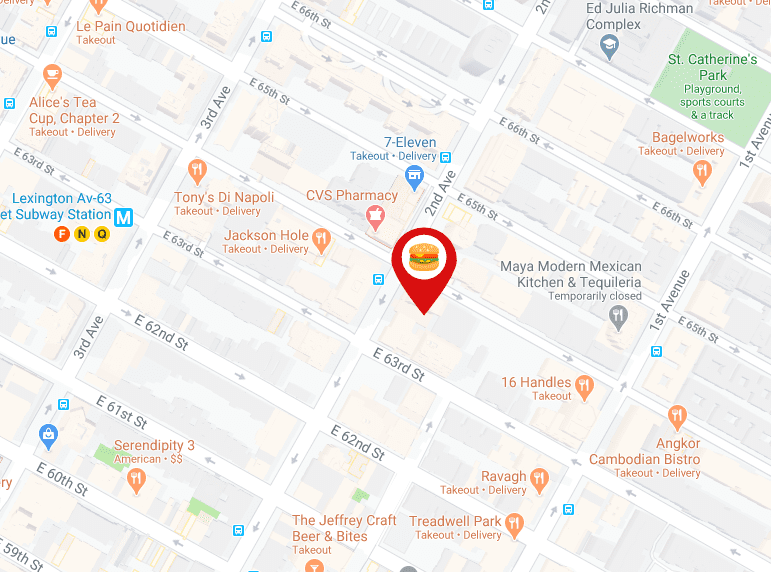 E 66th St
2nd
Ed Julia Richman
Complex
Le Pain Quotidien
Takeout
ue
St. Catherine's
Park
Playground,
sports courts
& a track
E 65th St
3rd Ave
Alice's Tea
Cup, Chapter 2
Takeout • Delivery
E 66th St
Bagelworks
Takeout • Delivery
1st Avenue
7-Eleven
Takeout • Delivery
E 63rd St
2nd Ave
Tony's Di Napoli
Takeout • Delivery
CVS Pharmacy
E 65th St
E 66th St
Lexington Av-63
et Subway Station
M
F N Q
E 63rd St
Jackson Hole
Takeout • Delivery
Maya Modern Mexican
Kitchen & Tequileria
Temporarily closed
1st Avenue
E 65th St
3rd Ave
E 62nd St
E 63rd St
16 Handles
Takeout
E 61st St
E 62nd St
Angkor
Cambodian Bistro
Takeout • Delivery
Serendipity 3
American • $$
E 60th St
ry
Ravagh
Takeout • Delivery
The Jeffrey Craft
Beer & Bites
Takeout
Treadwell Park
Takeout • Delivery
E 59th St